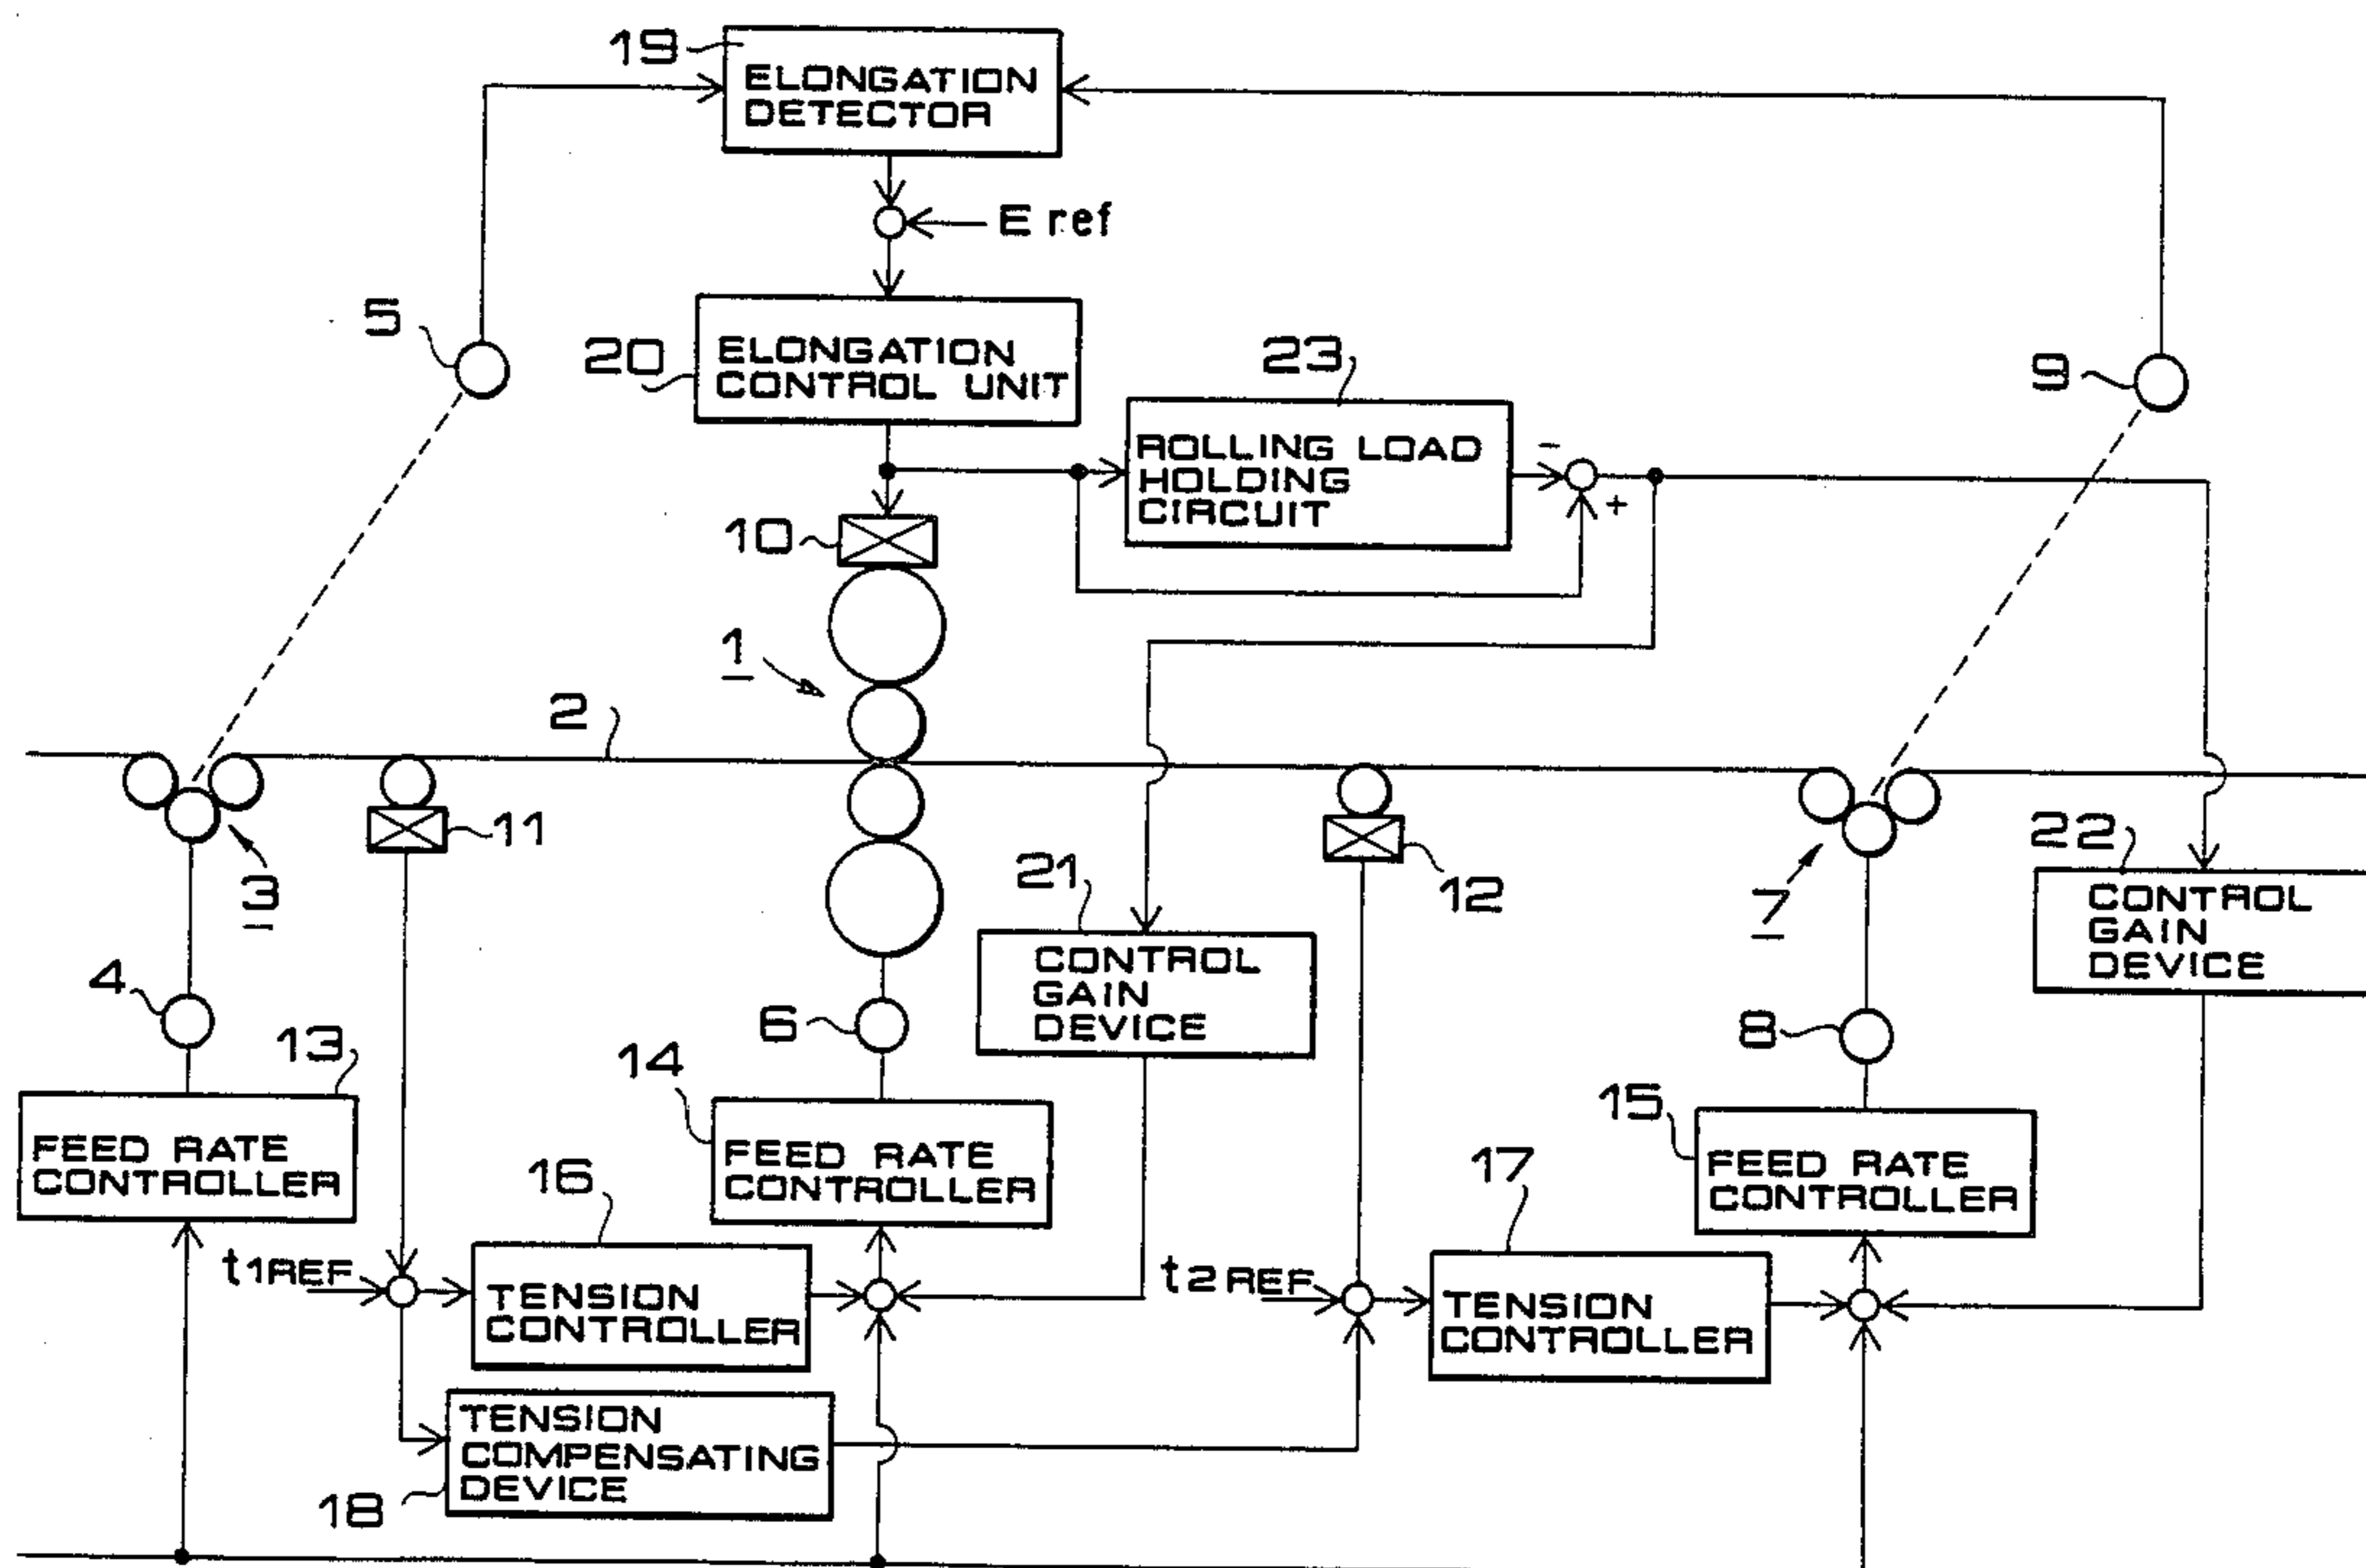 19
ELONGATION
DETECTOR
E ref
5
20
ELONGATION
CONTROL UNIT
23
ROLLING LOAD
HOLDING
CIRCUIT
-
+
9
10
1
2
3
11
12
7
21
CONTROL
GAIN
DEVICE
22
CONTROL
GAIN
DEVICE
4
13
FEED RATE
CONTROLLER
6
14
FEED RATE
CONTROLLER
8
15
FEED RATE
CONTROLLER
t1REF
16
TENSION
CONTROLLER
t2REF
17
TENSION
CONTROLLER
18
TENSION
COMPENSATING
DEVICE